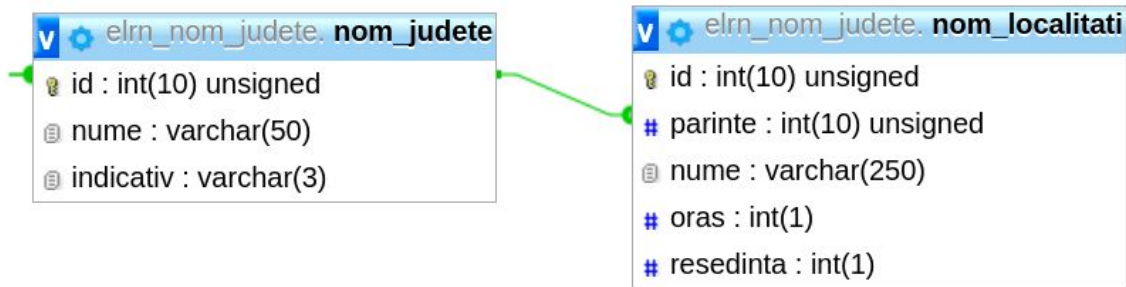 v elrn_nom_judete. nom_judete
id : int(10) unsigned
nume : varchar(50)
indicativ : varchar(3)
v elrn_nom_judete. nom_localitati
id : int(10) unsigned
# parinte : int(10) unsigned
nume : varchar(250)
# oras : int(1)
# resedinta : int(1)